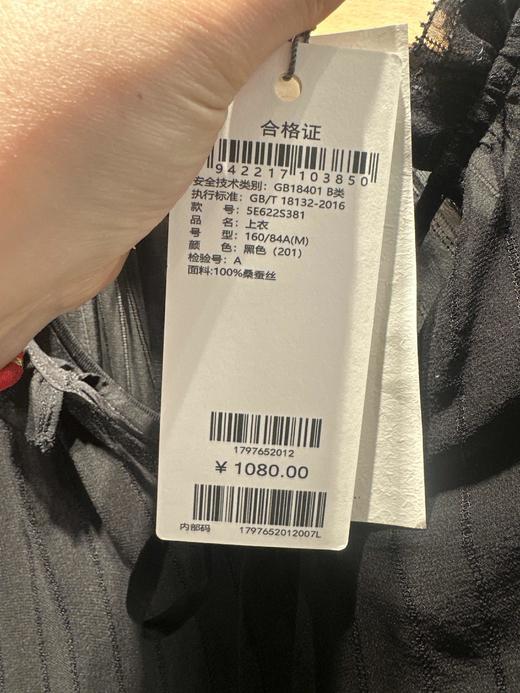 合格证
942217103850
安全技术类别: GB18401 B类
执行标准: GB/T 18132-2016
款 号: 5E622S381
品 名: 上衣
号 型: 160/84A(M)
颜 色: 黑色 (201)
检验号: A
面料:100%桑蚕丝
1797652012
¥ 1080.00
内部码 1797652012007L